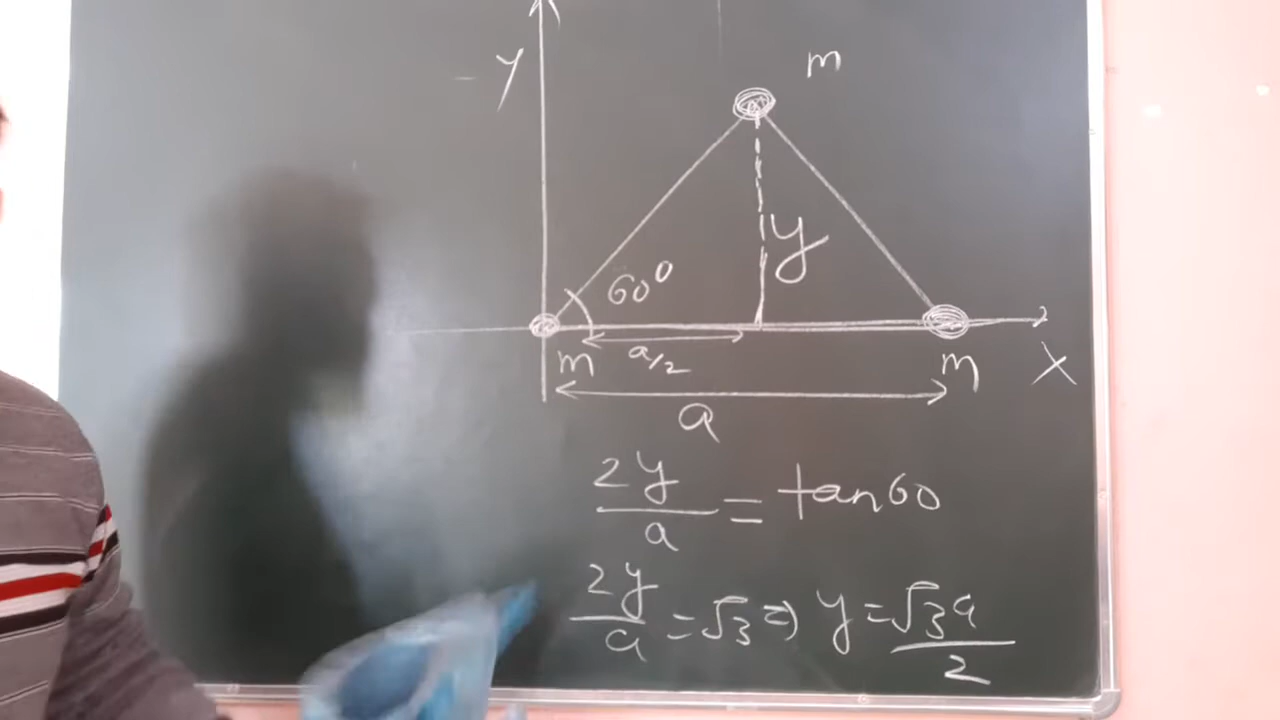 y
m
y
60°
m
a/2
m
X
a
2y/a = tan60
2y/a = √3 ⇒ y = √3a/2